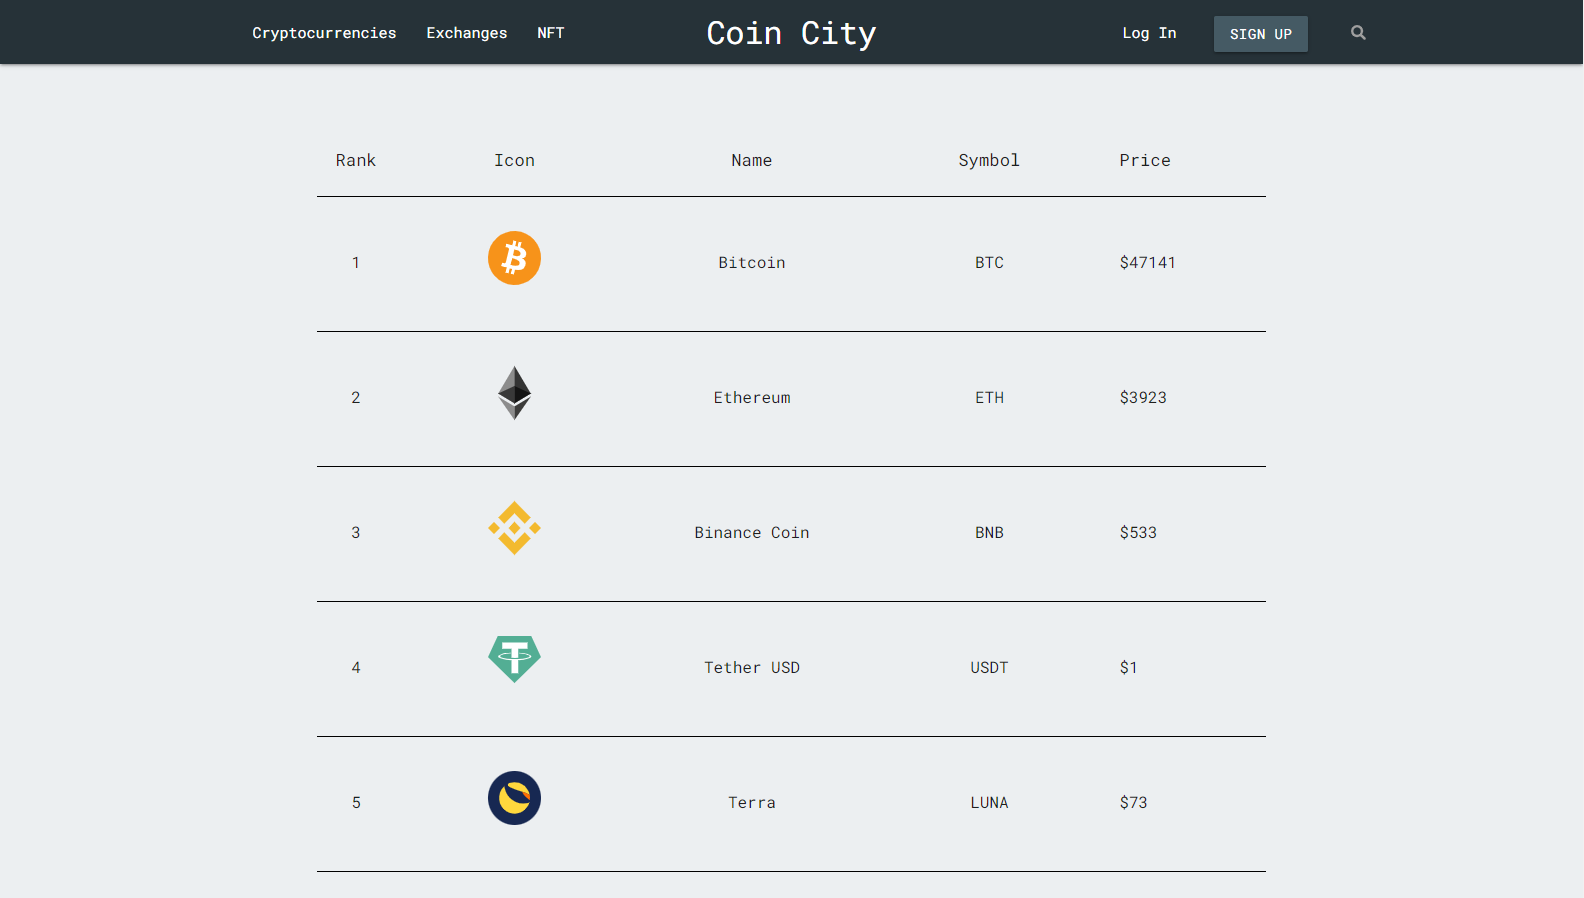 Cryptocurrencies Exchanges NFT Coin City Log In SIGN UP
Rank Icon Name Symbol Price
1 Bitcoin BTC $47141
2 Ethereum ETH $3923
3 Binance Coin BNB $533
4 Tether USD USDT $1
5 Terra LUNA $73